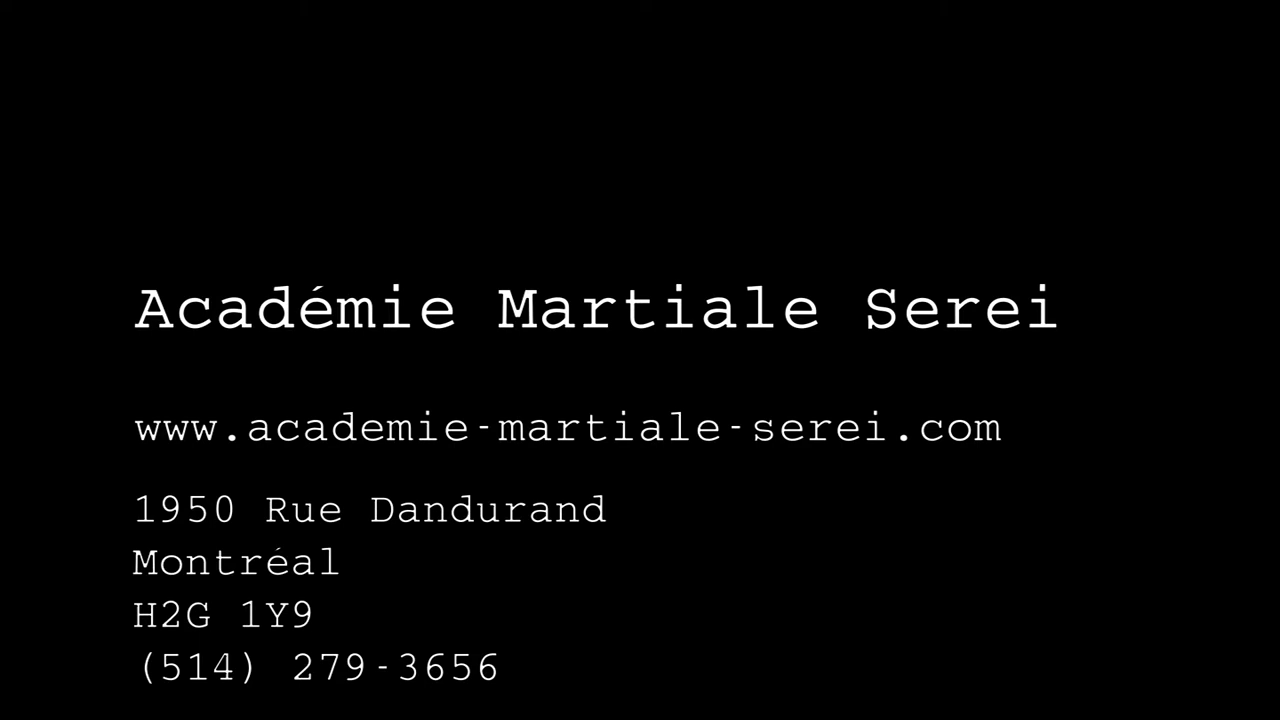 Académie Martiale Serei
www.academie-martiale-serei.com
1950 Rue Dandurand
Montréal
H2G 1Y9
(514) 279-3656